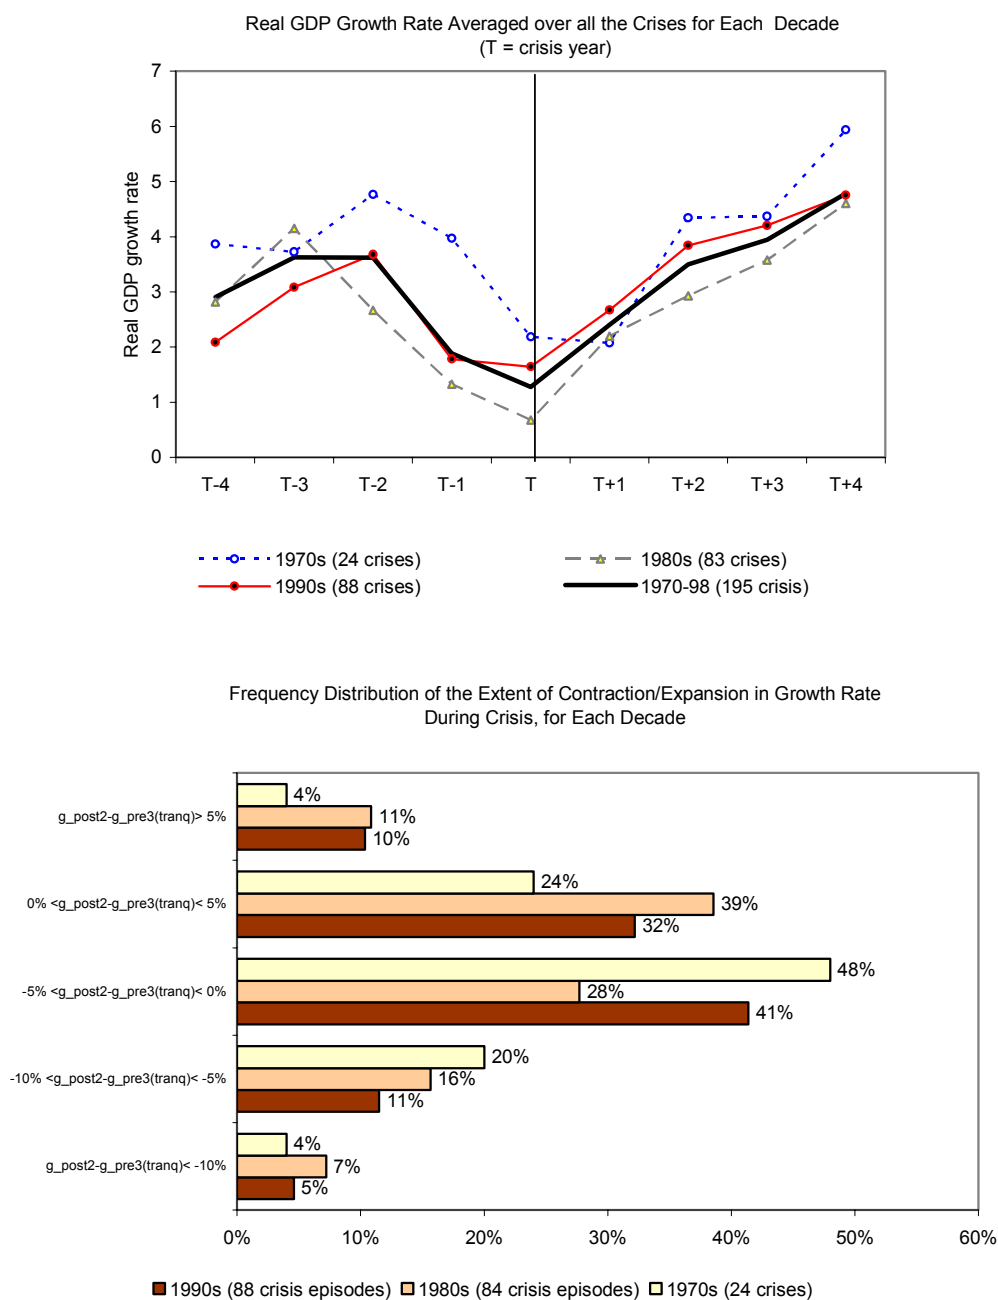 Real GDP Growth Rate Averaged over all the Crises for Each  Decade
(T = crisis year)
7
6
5
4
3
2
1
0
Real GDP growth rate
T-4 T-3 T-2 T-1 T T+1 T+2 T+3 T+4
1970s (24 crises) 1980s (83 crises)
1990s (88 crises) 1970-98 (195 crisis)
Frequency Distribution of the Extent of Contraction/Expansion in Growth Rate
During Crisis, for Each Decade
4%
g_post2-g_pre3(tranq)> 5% 11%
10%
24%
0% <g_post2-g_pre3(tranq)< 5% 39%
32%
48%
-5% <g_post2-g_pre3(tranq)< 0% 28%
41%
20%
-10% <g_post2-g_pre3(tranq)< -5% 16%
11%
4%
g_post2-g_pre3(tranq)< -10% 7%
5%
0% 10% 20% 30% 40% 50% 60%
1990s (88 crisis episodes) 1980s (84 crisis episodes) 1970s (24 crises)